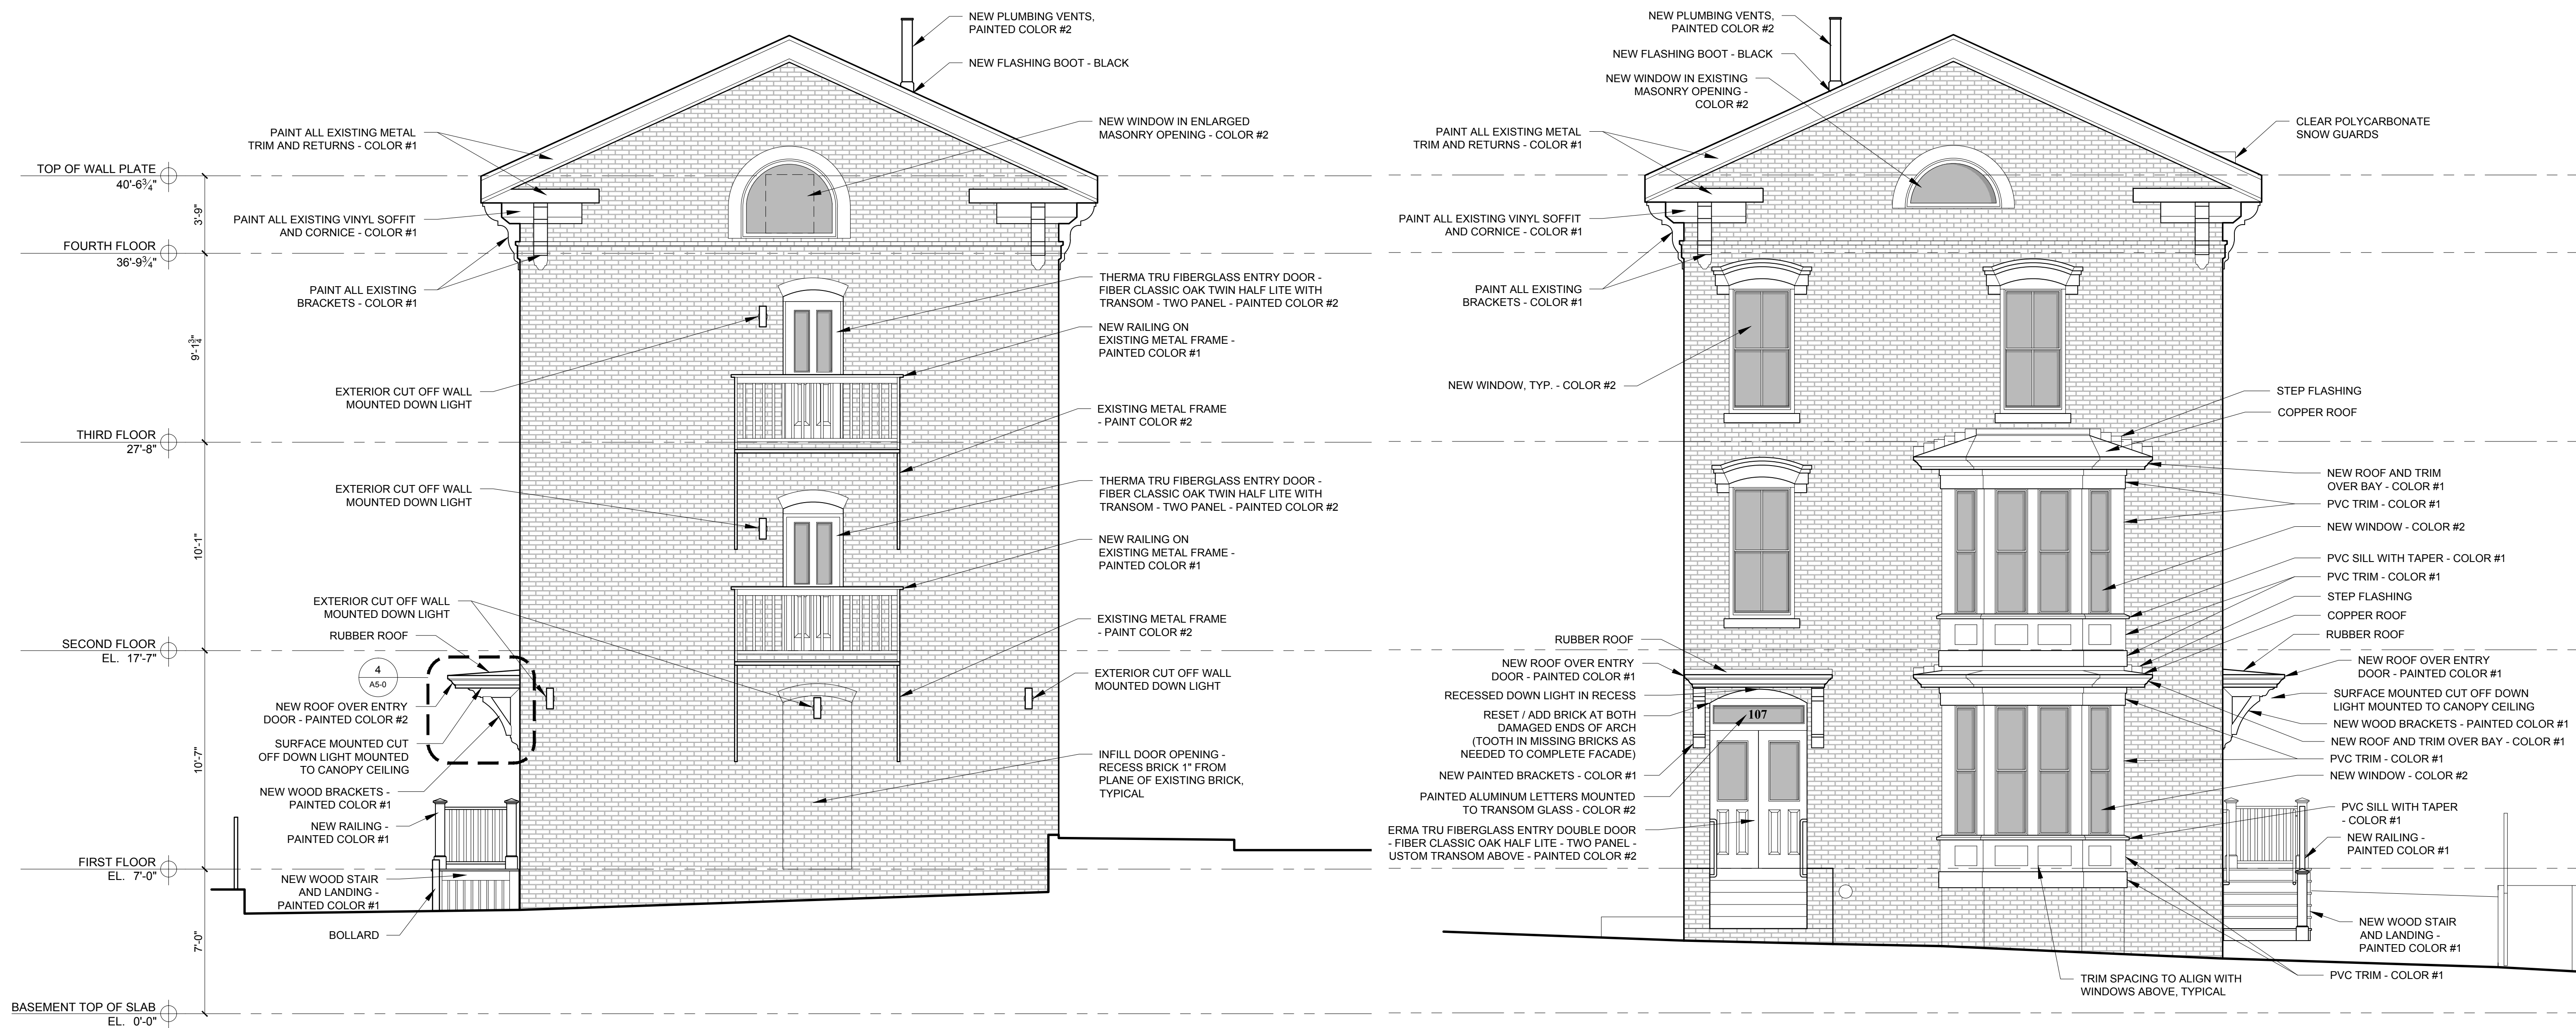 TOP OF WALL PLATE
40'-6¾"
3'-9"
FOURTH FLOOR
36'-9¾"
9'-1¾"
THIRD FLOOR
27'-8"
10'-1"
SECOND FLOOR
EL. 17'-7"
10'-7"
FIRST FLOOR
EL. 7'-0"
7'-0"
BASEMENT TOP OF SLAB
EL. 0'-0"
PAINT ALL EXISTING METAL
TRIM AND RETURNS - COLOR #1
PAINT ALL EXISTING VINYL SOFFIT
AND CORNICE - COLOR #1
PAINT ALL EXISTING
BRACKETS - COLOR #1
EXTERIOR CUT OFF WALL
MOUNTED DOWN LIGHT
EXTERIOR CUT OFF WALL
MOUNTED DOWN LIGHT
EXTERIOR CUT OFF WALL
MOUNTED DOWN LIGHT
RUBBER ROOF
4
A5-0
NEW ROOF OVER ENTRY
DOOR - PAINTED COLOR #2
SURFACE MOUNTED CUT
OFF DOWN LIGHT MOUNTED
TO CANOPY CEILING
NEW WOOD BRACKETS -
PAINTED COLOR #1
NEW RAILING -
PAINTED COLOR #1
NEW WOOD STAIR
AND LANDING -
PAINTED COLOR #1
BOLLARD
NEW PLUMBING VENTS,
PAINTED COLOR #2
NEW FLASHING BOOT - BLACK
NEW WINDOW IN ENLARGED
MASONRY OPENING - COLOR #2
THERMA TRU FIBERGLASS ENTRY DOOR -
FIBER CLASSIC OAK TWIN HALF LITE WITH
TRANSOM - TWO PANEL - PAINTED COLOR #2
NEW RAILING ON
EXISTING METAL FRAME -
PAINTED COLOR #1
EXISTING METAL FRAME
- PAINT COLOR #2
THERMA TRU FIBERGLASS ENTRY DOOR -
FIBER CLASSIC OAK TWIN HALF LITE WITH
TRANSOM - TWO PANEL - PAINTED COLOR #2
NEW RAILING ON
EXISTING METAL FRAME -
PAINTED COLOR #1
EXISTING METAL FRAME
- PAINT COLOR #2
EXTERIOR CUT OFF WALL
MOUNTED DOWN LIGHT
INFILL DOOR OPENING -
RECESS BRICK 1" FROM
PLANE OF EXISTING BRICK,
TYPICAL
NEW PLUMBING VENTS,
PAINTED COLOR #2
NEW FLASHING BOOT - BLACK
NEW WINDOW IN EXISTING
MASONRY OPENING -
COLOR #2
PAINT ALL EXISTING METAL
TRIM AND RETURNS - COLOR #1
PAINT ALL EXISTING VINYL SOFFIT
AND CORNICE - COLOR #1
PAINT ALL EXISTING
BRACKETS - COLOR #1
NEW WINDOW, TYP. - COLOR #2
RUBBER ROOF
NEW ROOF OVER ENTRY
DOOR - PAINTED COLOR #1
RECESSED DOWN LIGHT IN RECESS
RESET / ADD BRICK AT BOTH
DAMAGED ENDS OF ARCH
(TOOTH IN MISSING BRICKS AS
NEEDED TO COMPLETE FACADE)
NEW PAINTED BRACKETS - COLOR #1
PAINTED ALUMINUM LETTERS MOUNTED
TO TRANSOM GLASS - COLOR #2
ERMA TRU FIBERGLASS ENTRY DOUBLE DOOR
- FIBER CLASSIC OAK HALF LITE - TWO PANEL -
USTOM TRANSOM ABOVE - PAINTED COLOR #2
107
CLEAR POLYCARBONATE
SNOW GUARDS
STEP FLASHING
COPPER ROOF
NEW ROOF AND TRIM
OVER BAY - COLOR #1
PVC TRIM - COLOR #1
NEW WINDOW - COLOR #2
PVC SILL WITH TAPER - COLOR #1
PVC TRIM - COLOR #1
STEP FLASHING
COPPER ROOF
RUBBER ROOF
NEW ROOF OVER ENTRY
DOOR - PAINTED COLOR #1
SURFACE MOUNTED CUT OFF DOWN
LIGHT MOUNTED TO CANOPY CEILING
NEW WOOD BRACKETS - PAINTED COLOR #1
NEW ROOF AND TRIM OVER BAY - COLOR #1
PVC TRIM - COLOR #1
NEW WINDOW - COLOR #2
PVC SILL WITH TAPER
- COLOR #1
NEW RAILING -
PAINTED COLOR #1
NEW WOOD STAIR
AND LANDING -
PAINTED COLOR #1
PVC TRIM - COLOR #1
TRIM SPACING TO ALIGN WITH
WINDOWS ABOVE, TYPICAL